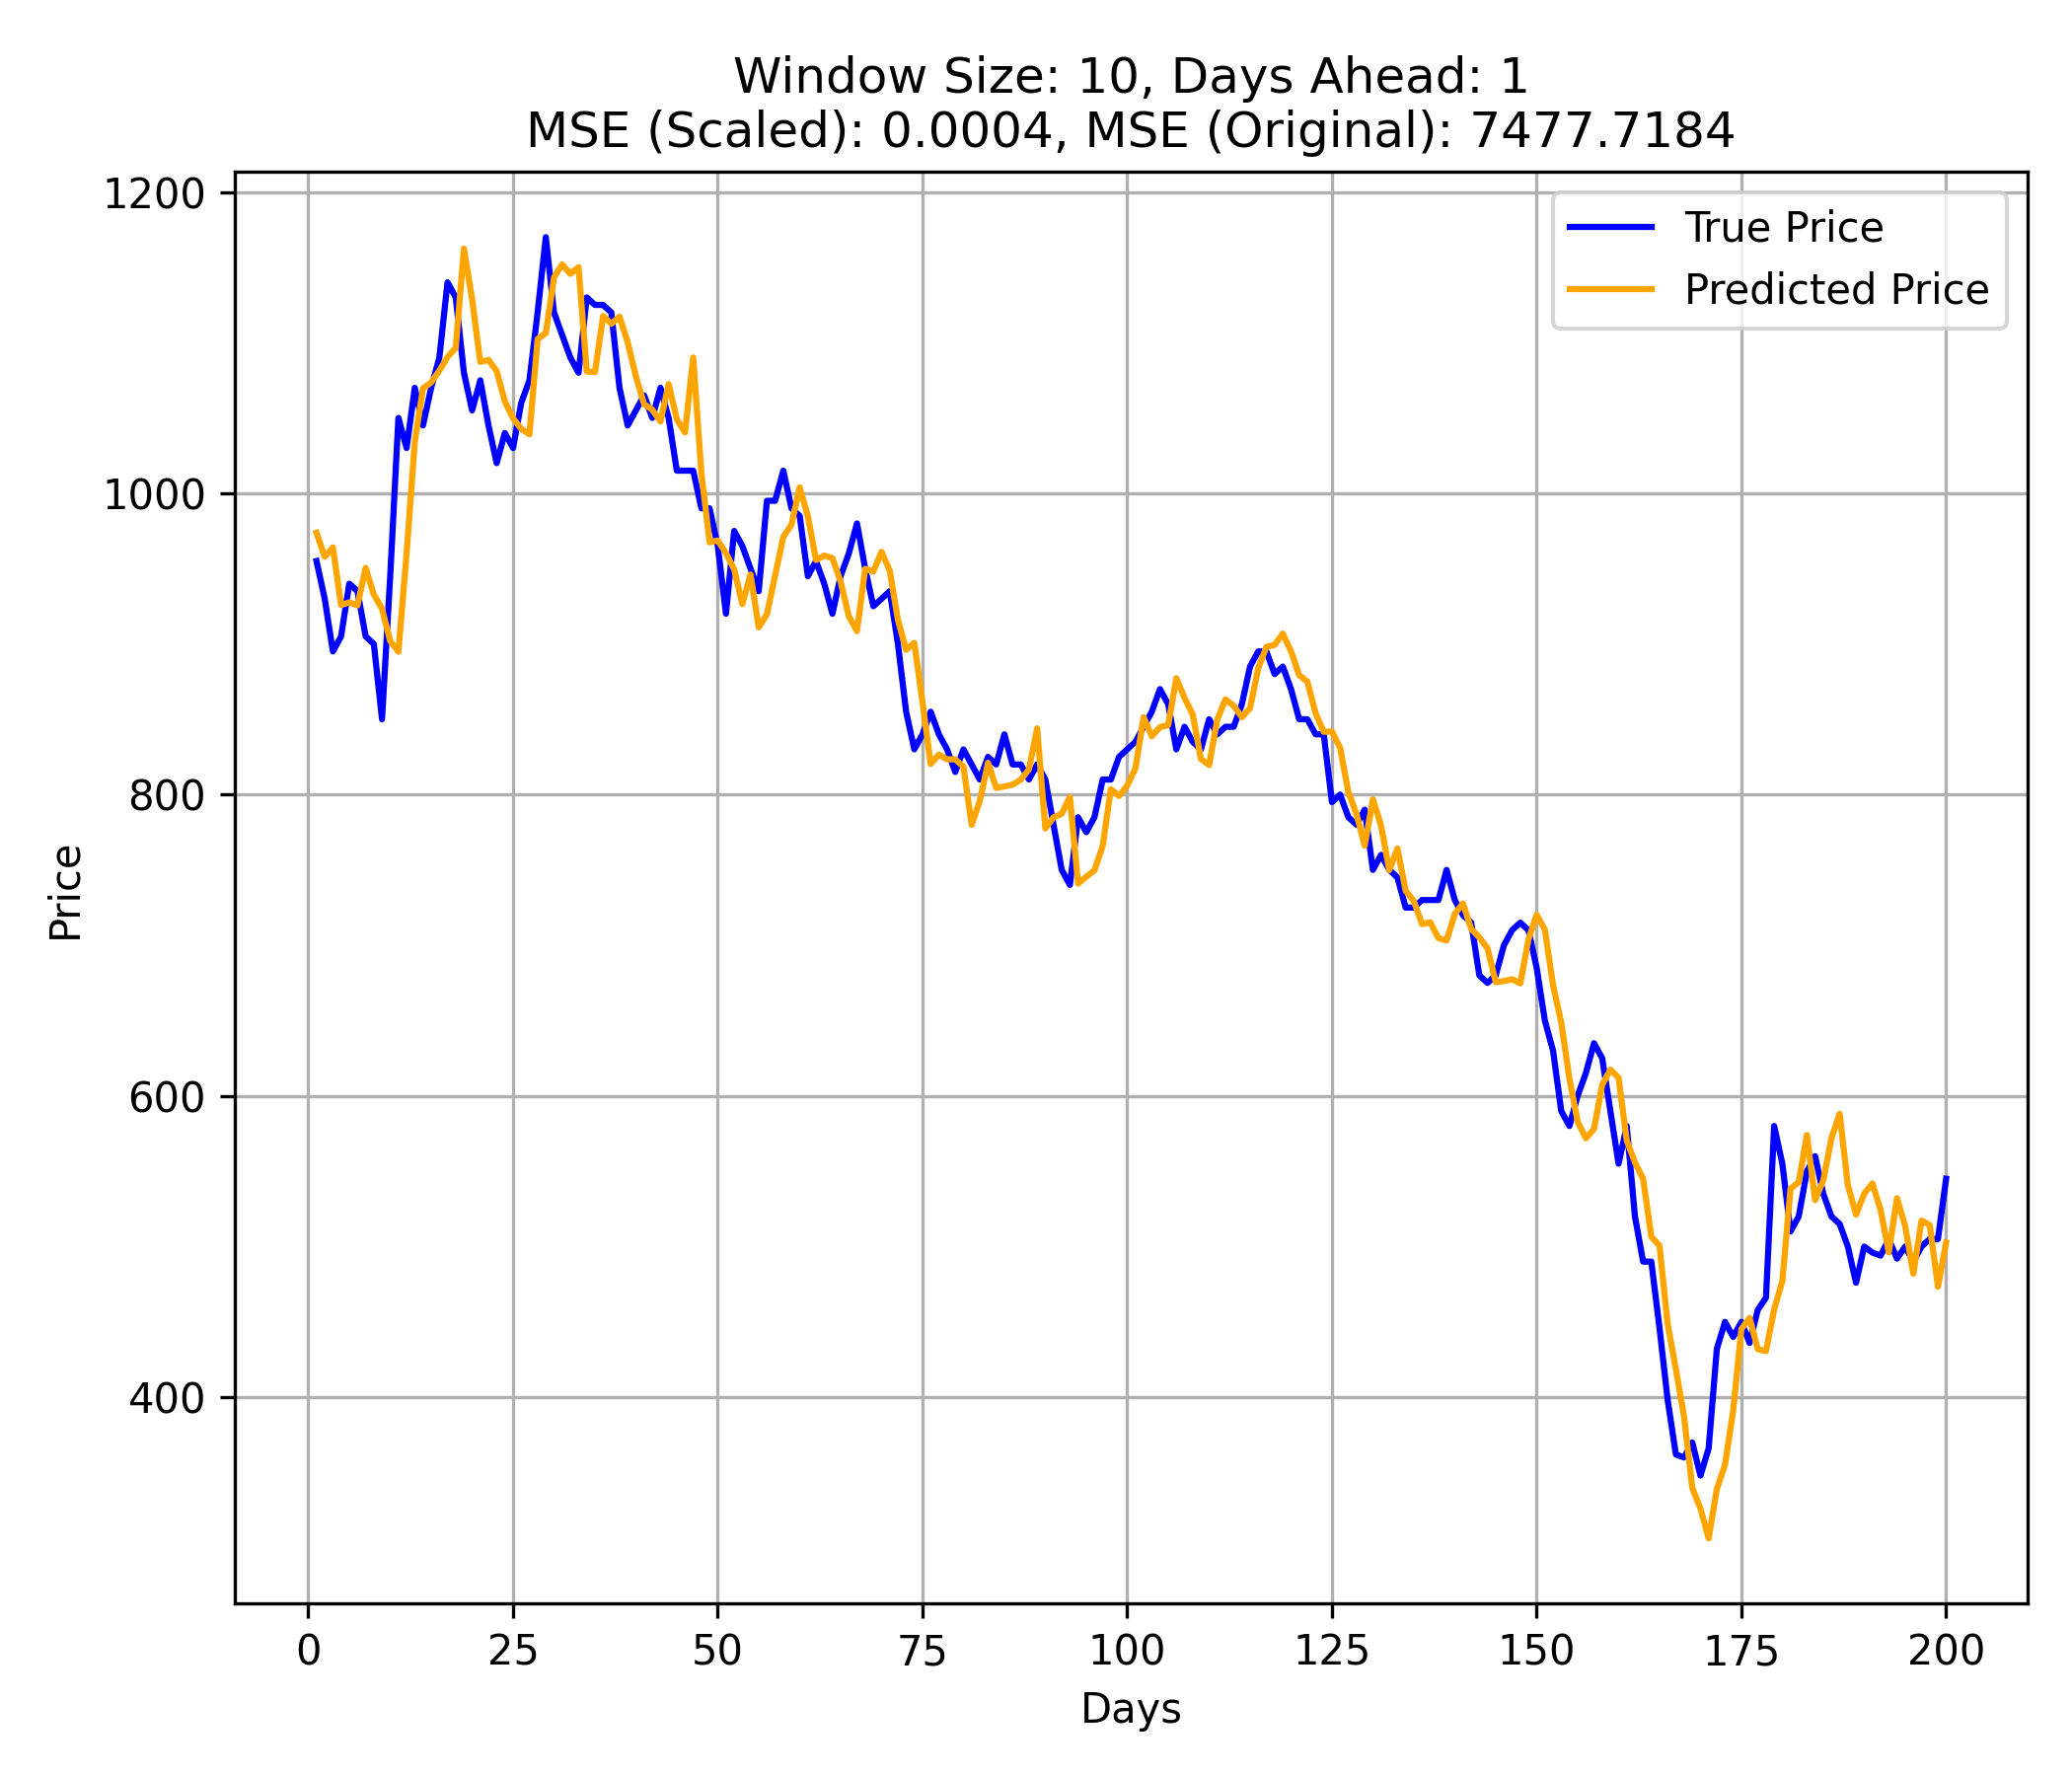 Window Size: 10, Days Ahead: 1
MSE (Scaled): 0.0004, MSE (Original): 7477.7184
True Price
Predicted Price
Price
1200
1000
800
600
400
0 25 50 75 100 125 150 175 200
Days